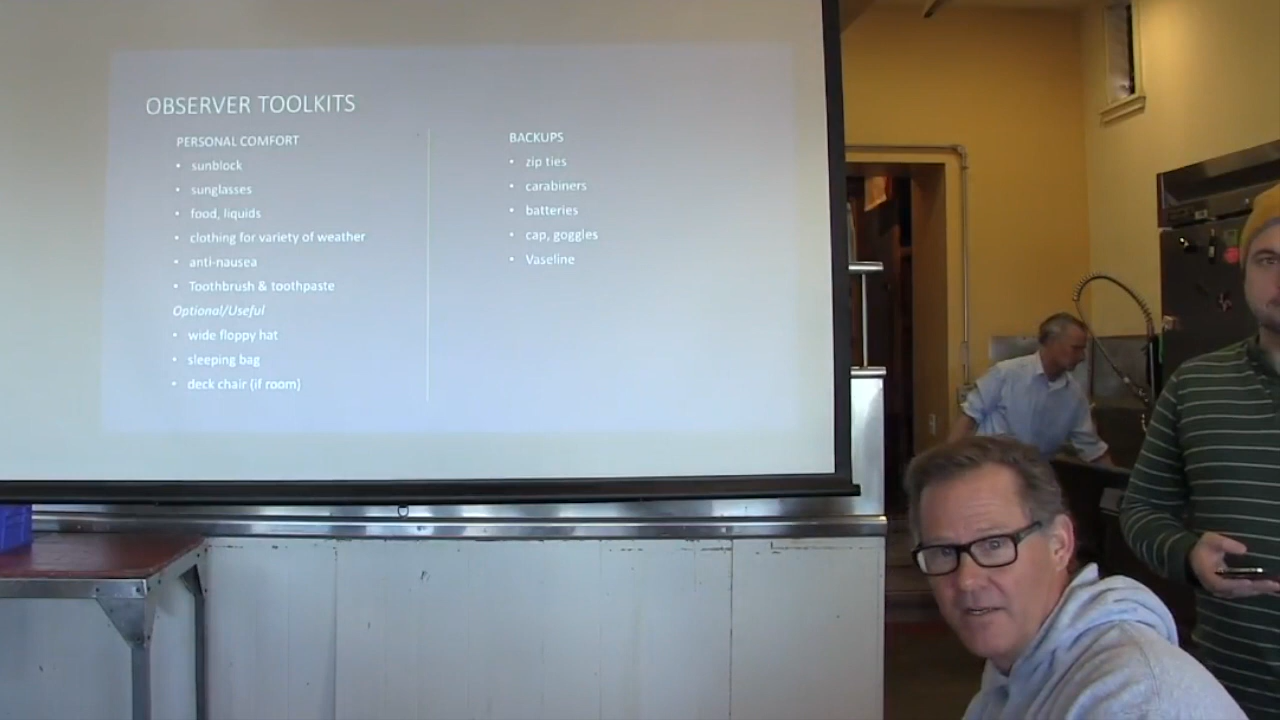 OBSERVER TOOLKITS
PERSONAL COMFORT
• sunblock
• sunglasses
• food, liquids
• clothing for variety of weather
• anti-nausea
• Toothbrush & toothpaste
Optional/Useful
• wide floppy hat
• sleeping bag
• deck chair (if room)
BACKUPS
• zip ties
• carabiners
• batteries
• cap, goggles
• Vaseline